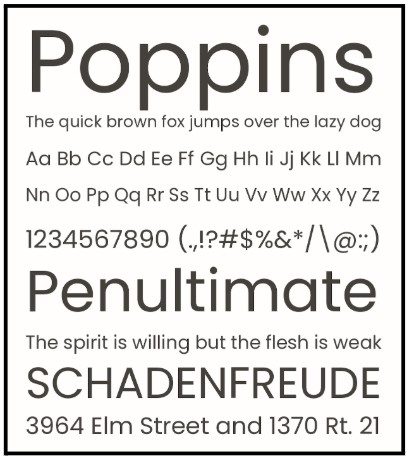 Poppins
The quick brown fox jumps over the lazy dog
Aa Bb Cc Dd Ee Ff Gg Hh Ii Jj Kk Ll Mm
Nn Oo Pp Qq Rr Ss Tt Uu Vv Ww Xx Yy Zz
1234567890 (.,!?#$%&*/\@:;)
Penultimate
The spirit is willing but the flesh is weak
SCHADENFREUDE
3964 Elm Street and 1370 Rt. 21